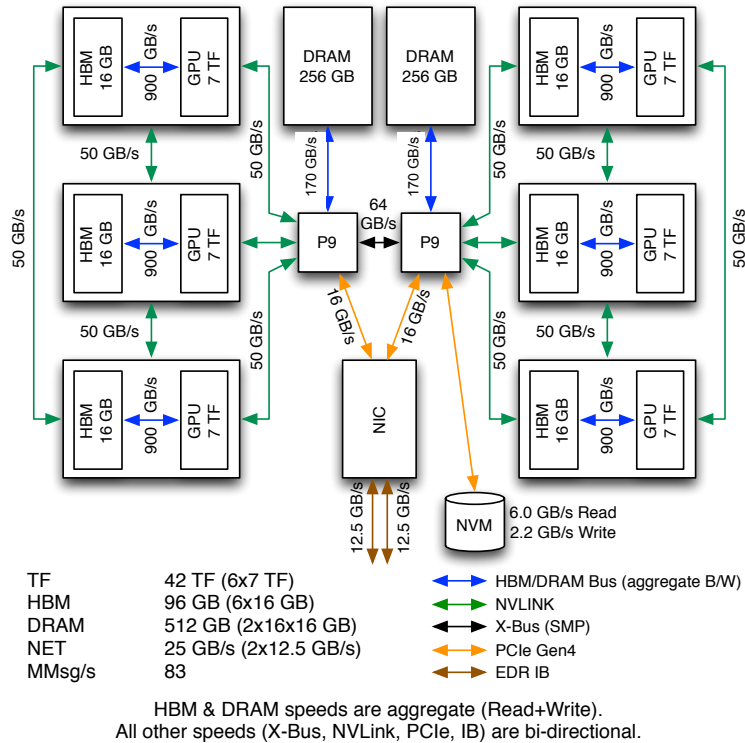 HBM
16 GB
900
GB/s
GPU
7 TF
DRAM
256 GB
DRAM
256 GB
HBM
16 GB
900
GB/s
GPU
7 TF
50 GB/s
50 GB/s
170 GB/s
170 GB/s
50 GB/s
50 GB/s
50 GB/s
HBM
16 GB
900
GB/s
GPU
7 TF
P9
64
GB/s
P9
HBM
16 GB
900
GB/s
GPU
7 TF
50 GB/s
50 GB/s
50 GB/s
16 GB/s
16 GB/s
50 GB/s
50 GB/s
HBM
16 GB
900
GB/s
GPU
7 TF
NIC
HBM
16 GB
900
GB/s
GPU
7 TF
12.5 GB/s
12.5 GB/s
NVM
6.0 GB/s Read
2.2 GB/s Write
TF 42 TF (6x7 TF)
HBM 96 GB (6x16 GB)
DRAM 512 GB (2x16x16 GB)
NET 25 GB/s (2x12.5 GB/s)
MMsg/s 83
HBM/DRAM Bus (aggregate B/W)
NVLINK
X-Bus (SMP)
PCIe Gen4
EDR IB
HBM & DRAM speeds are aggregate (Read+Write).
All other speeds (X-Bus, NVLink, PCIe, IB) are bi-directional.